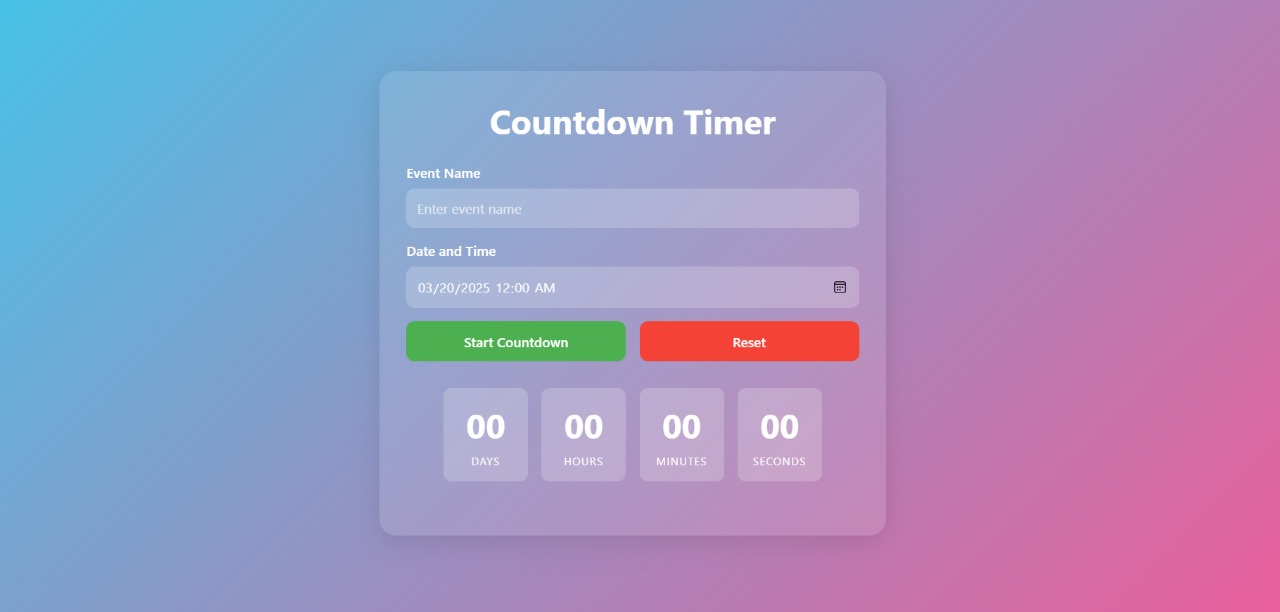 Countdown Timer
Event Name
Enter event name
Date and Time
03/20/2025 12:00 AM
Start Countdown Reset
00 00 00 00
DAYS HOURS MINUTES SECONDS